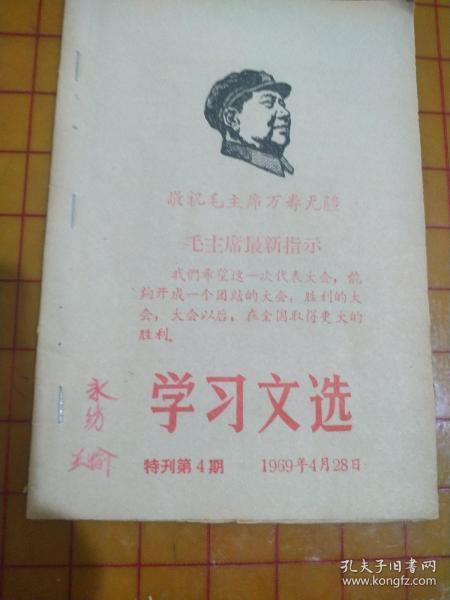 敬祝毛主席万寿无疆
毛主席最新指示
我们希望这一次代表大会，能
够开成一个团结的大会，胜利的大
会，大会以后，在全国取得更大的
胜利。
学习文选
永纺
特刊第4期 1969年4月28日
孔夫子旧书网
www.kongfz.com